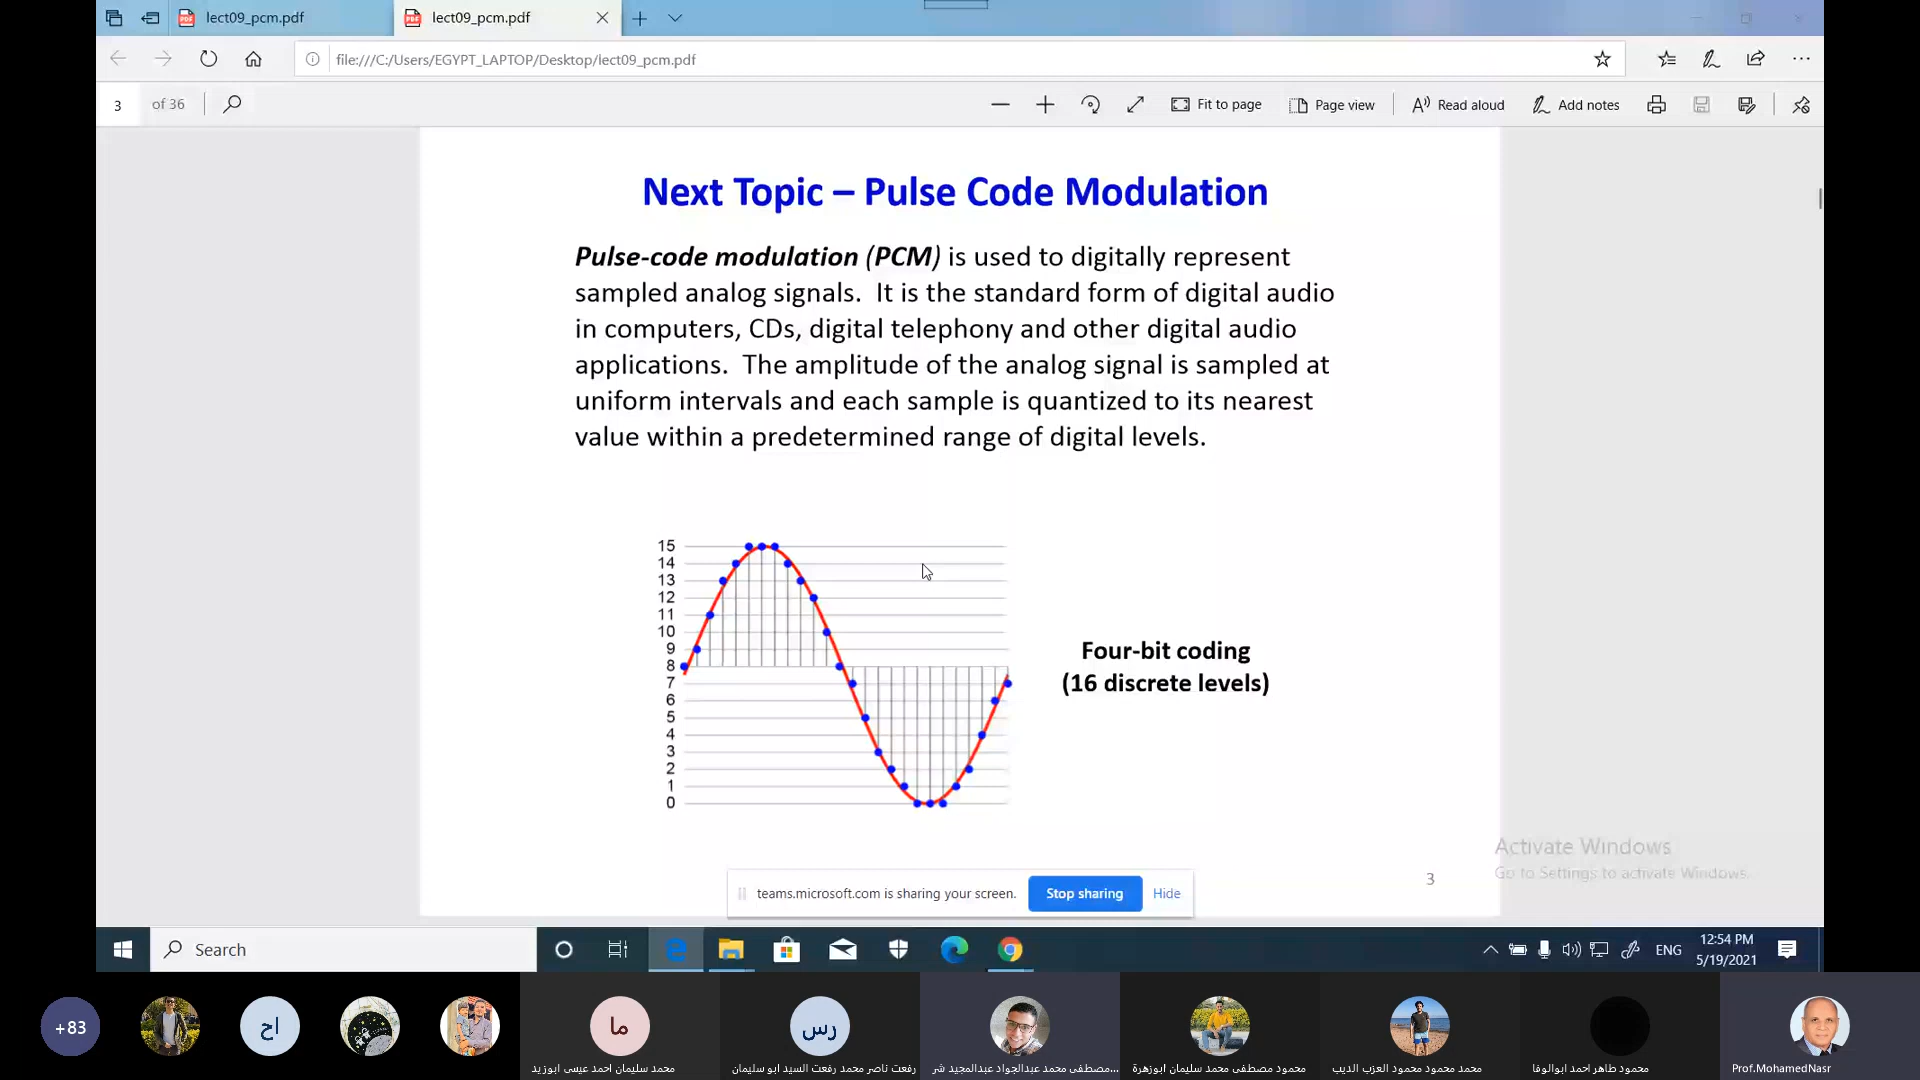 lect09_pcm.pdf
lect09_pcm.pdf
file:///C:/Users/EGYPT_LAPTOP/Desktop/lect09_pcm.pdf
3 of 36
Fit to page
Page view
Read aloud
Add notes
Next Topic – Pulse Code Modulation
Pulse-code modulation (PCM) is used to digitally represent
sampled analog signals. It is the standard form of digital audio
in computers, CDs, digital telephony and other digital audio
applications. The amplitude of the analog signal is sampled at
uniform intervals and each sample is quantized to its nearest
value within a predetermined range of digital levels.
15
14
13
12
11
10
9
8
7
6
5
4
3
2
1
0
Four-bit coding
(16 discrete levels)
Activate Windows
Go to Settings to activate Windows.
3
teams.microsoft.com is sharing your screen.
Stop sharing
Hide
Search
ENG
12:54 PM
5/19/2021
+83
اح
ما
رس
محمد سليمان احمد عيسى ابوزيد
رفعت ناصر محمد رفعت السيد ابو سليمان
مصطفى محمد عبدالجواد عبدالمجيد شر...
محمود مصطفى محمد سليمان ابوزهرة
محمد محمود محمود العزب الديب
محمود طاهر احمد ابوالوفا
Prof.MohamedNasr